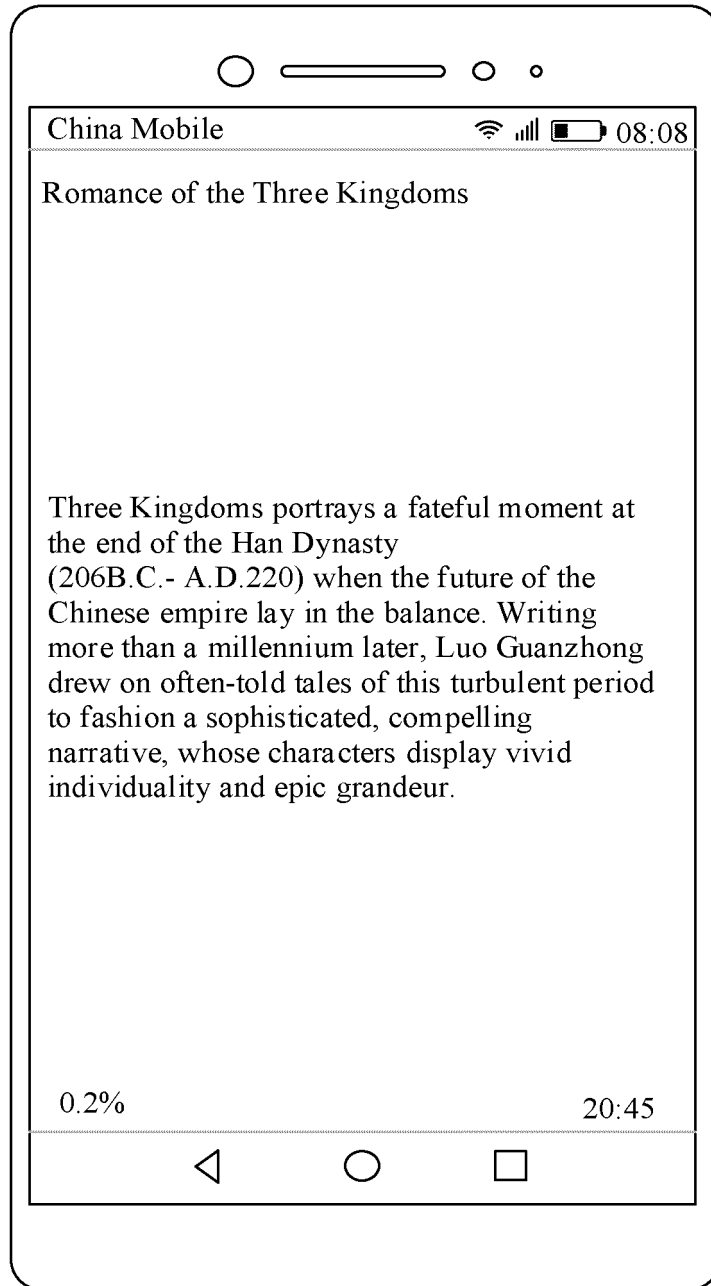 China Mobile 08:08
Romance of the Three Kingdoms
Three Kingdoms portrays a fateful moment at
the end of the Han Dynasty
(206B.C.- A.D.220) when the future of the
Chinese empire lay in the balance. Writing
more than a millennium later, Luo Guanzhong
drew on often-told tales of this turbulent period
to fashion a sophisticated, compelling
narrative, whose characters display vivid
individuality and epic grandeur.
0.2% 20:45